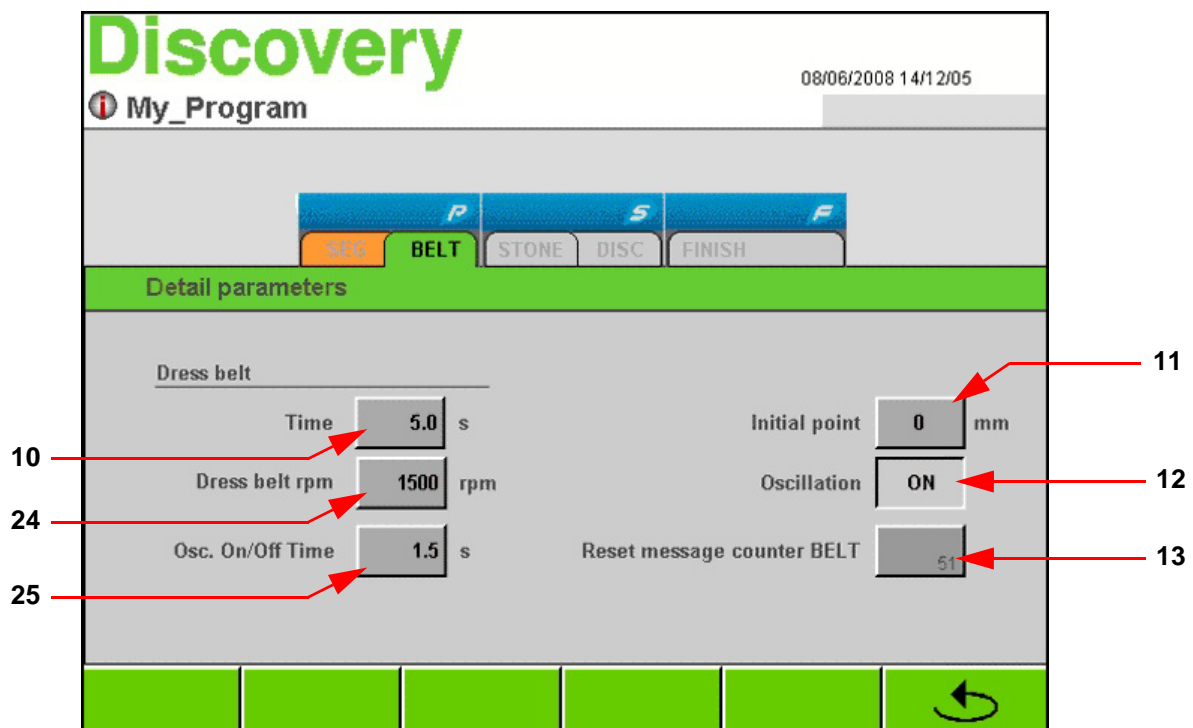 Discovery
08/06/2008 14/12/05
My_Program
P S F
SEG BELT STONE DISC FINISH
Detail parameters
Dress belt
Time 5.0 s
Initial point 0 mm
11
10
Dress belt rpm 1500 rpm
Oscillation ON
12
24
Osc. On/Off Time 1.5 s
Reset message counter BELT 51
13
25